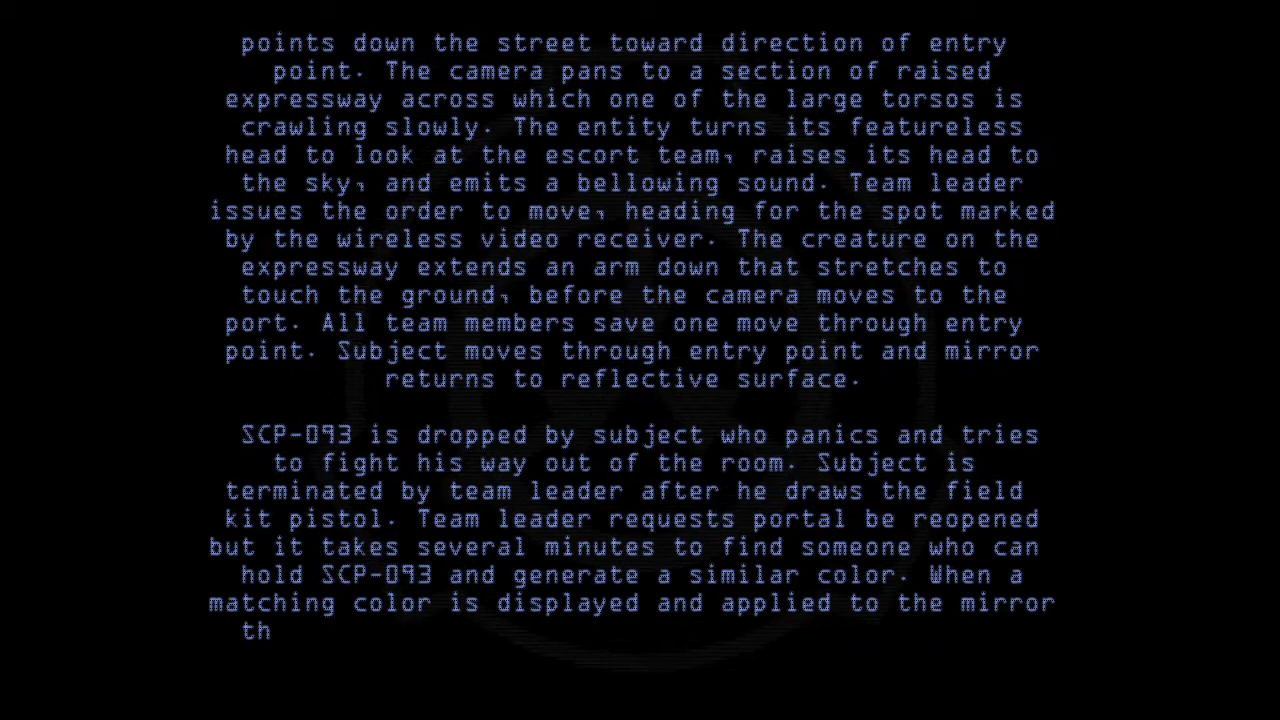 points down the street toward direction of entry
point. The camera pans to a section of raised
expressway across which one of the large torsos is
crawling slowly. The entity turns its featureless
head to look at the escort team, raises its head to
the sky, and emits a bellowing sound. Team leader
issues the order to move, heading for the spot marked
by the wireless video receiver. The creature on the
expressway extends an arm down that stretches to
touch the ground, before the camera moves to the
port. All team members save one move through entry
point. Subject moves through entry point and mirror
returns to reflective surface.
SCP-093 is dropped by subject who panics and tries
to fight his way out of the room. Subject is
terminated by team leader after he draws the field
kit pistol. Team leader requests portal be reopened
but it takes several minutes to find someone who can
hold SCP-093 and generate a similar color. When a
matching color is displayed and applied to the mirror
th